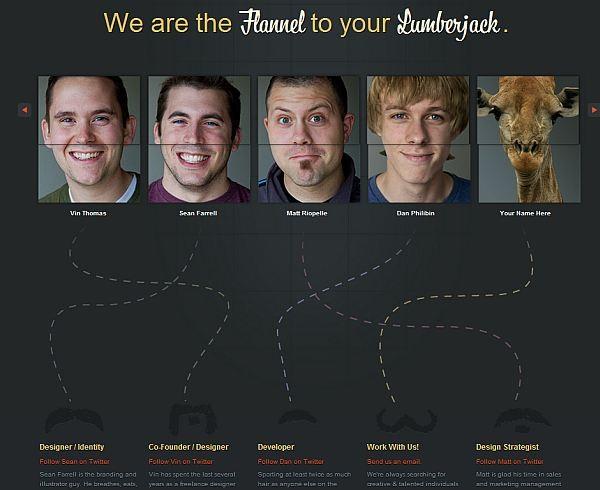 We are the Flannel to your Lumberjack.
Vin Thomas
Sean Farrell
Matt Riopelle
Dan Philibin
Your Name Here
Designer / Identity
Follow Sean on Twitter
Sean Farrell is the branding and
illustrator guy. He breathes, eats,
Co-Founder / Designer
Follow Vin on Twitter
Vin has spent the last several
years as a freelance designer
Developer
Follow Dan on Twitter
Sporting at least twice as much
hair as anyone else on the
Work With Us!
Send us an email.
We're always searching for
creative & talented individuals
Design Strategist
Follow Matt on Twitter
Matt is glad his time in sales
and marketing management